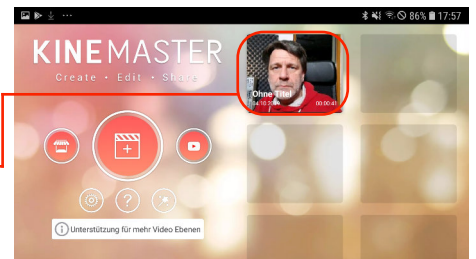 86% 17:57
KINEMASTER
Create • Edit • Share
Ohne Titel
04.10.2019 00:00:41
Unterstützung für mehr Video Ebenen